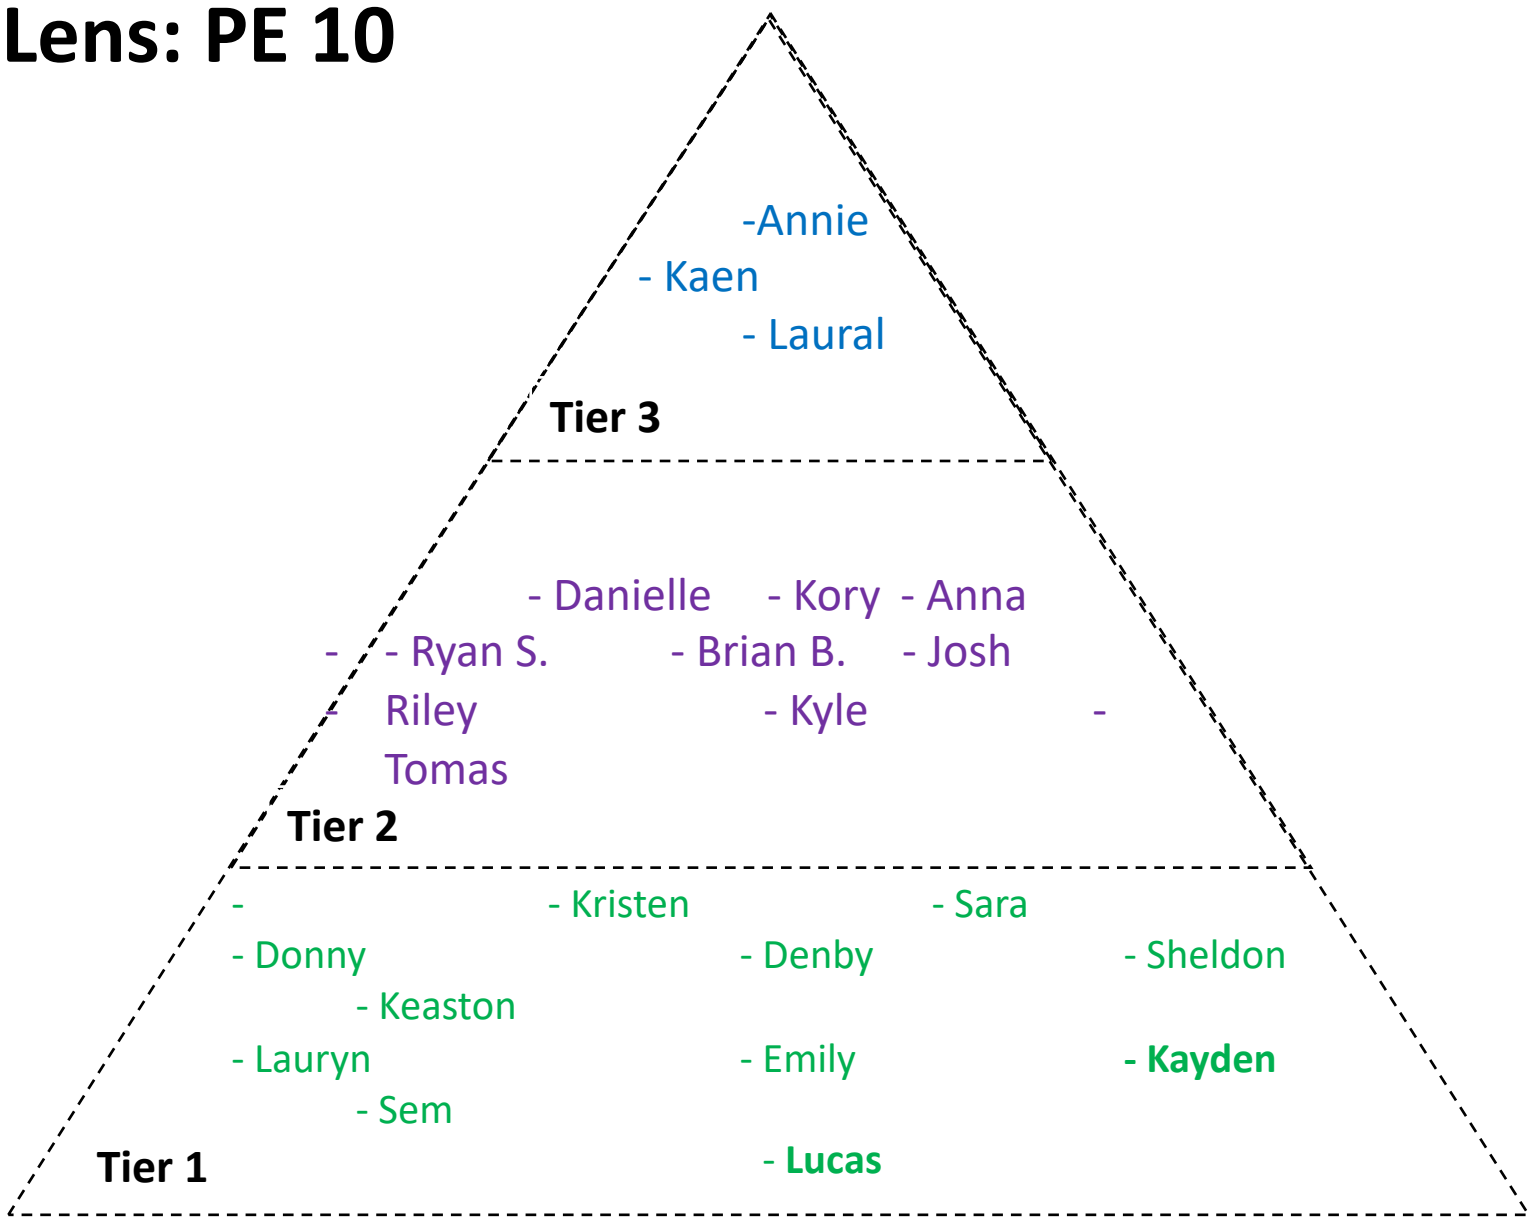 Lens: PE 10
-Annie
- Kaen
- Laural
Tier 3
- Danielle - Kory - Anna
- - Ryan S. - Brian B. - Josh
- Riley - Kyle -
Tomas
Tier 2
- - Kristen - Sara
- Donny - Denby - Sheldon
- Keaston
- Lauryn - Emily - Kayden
- Sem
- Lucas
Tier 1